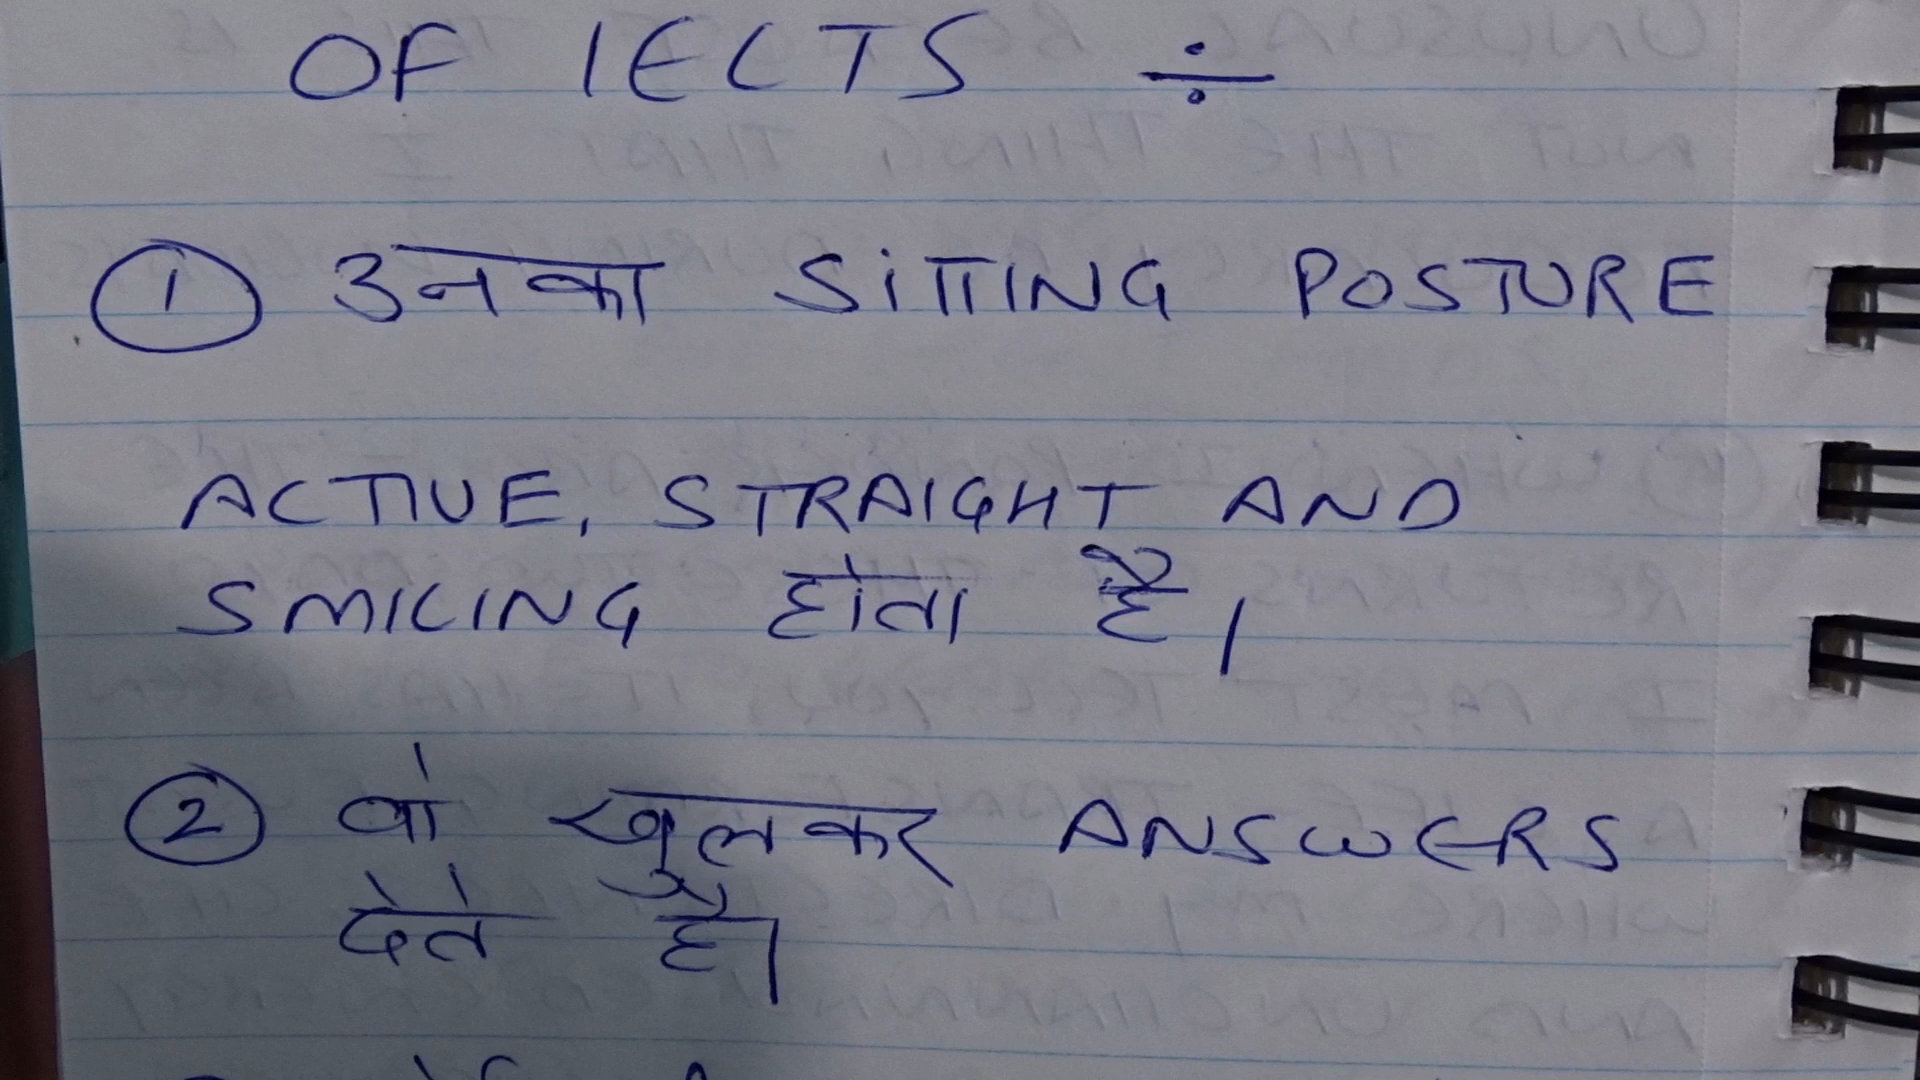 OF IELTS ÷
① उनका SITTING POSTURE
ACTIVE, STRAIGHT AND
SMILING होता है।
② वो खुलकर ANSWERS
देते है।